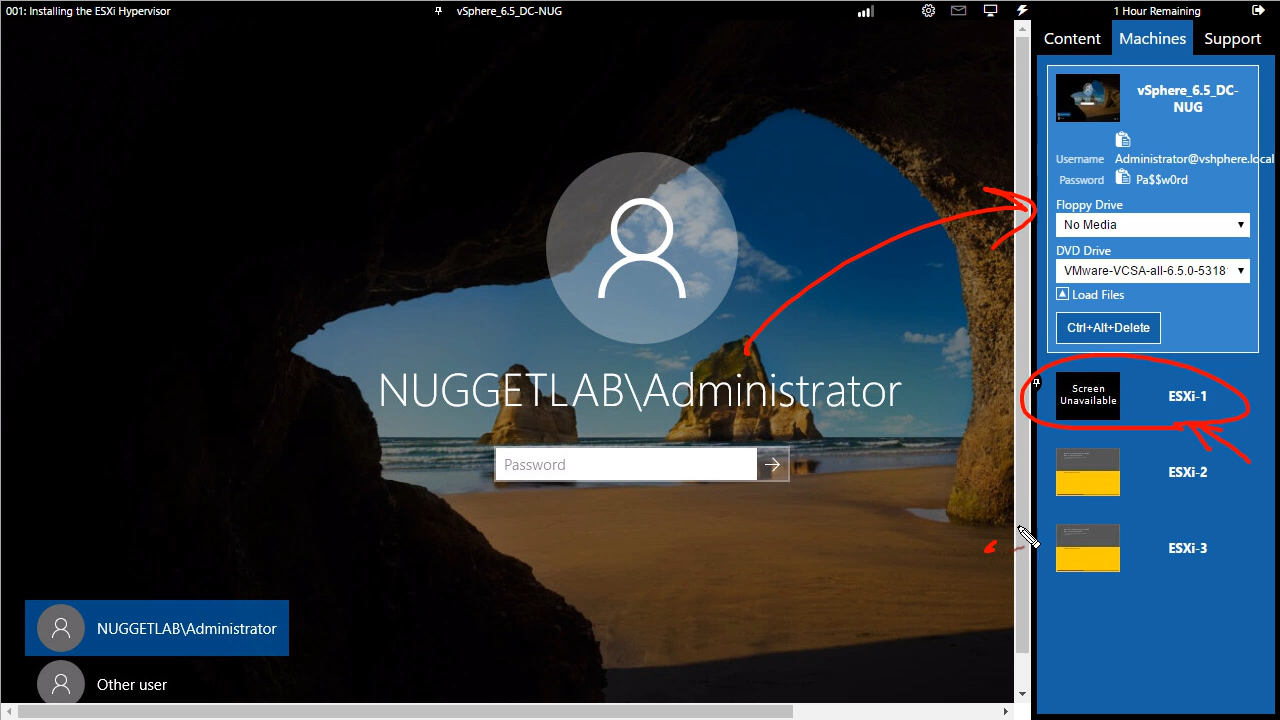 001: Installing the ESXi Hypervisor
vSphere_6.5_DC-NUG
1 Hour Remaining
Content
Machines
Support
vSphere_6.5_DC-
NUG
Username
Administrator@vshphere.local
Password
Pa$$w0rd
Floppy Drive
No Media
DVD Drive
VMware-VCSA-all-6.5.0-5318
Load Files
Ctrl+Alt+Delete
Screen
Unavailable
ESXi-1
ESXi-2
ESXi-3
NUGGETLAB\Administrator
Password
NUGGETLAB\Administrator
Other user